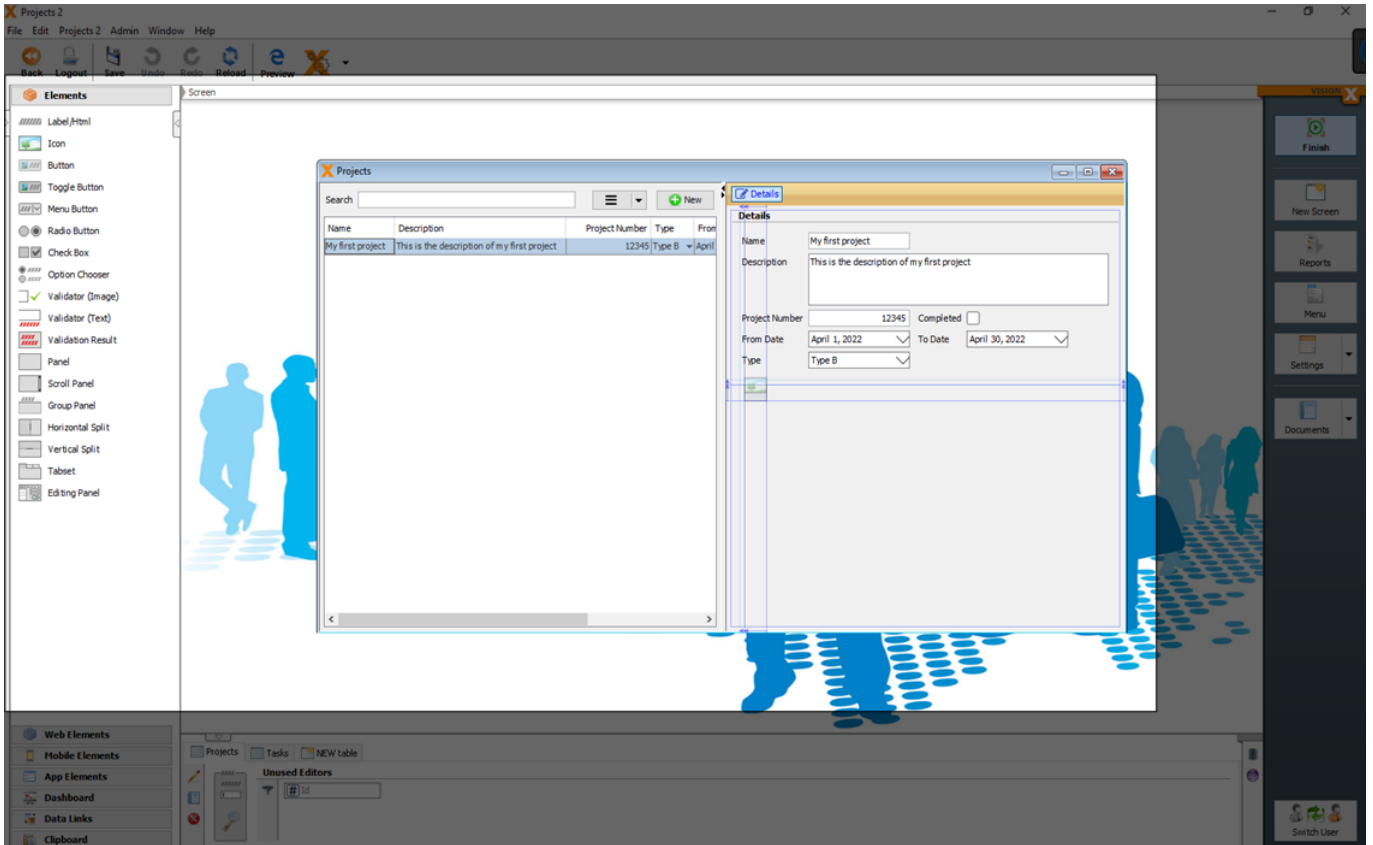 Projects 2
File Edit Projects 2 Admin Window Help
Back Logout Save Undo Redo Reload Preview
Elements
Label/Html
Icon
Button
Toggle Button
Menu Button
Radio Button
Check Box
Option Chooser
Validator (Image)
Validator (Text)
Validation Result
Panel
Scroll Panel
Group Panel
Horizontal Split
Vertical Split
Tabset
Editing Panel
Web Elements
Mobile Elements
App Elements
Dashboard
Data Links
Clipboard
Screen
Projects
Search
New
Name Description Project Number Type From
My first project This is the description of my first project 12345 Type B April
Details
Details
Name My first project
Description This is the description of my first project
Project Number 12345 Completed
From Date April 1, 2022 To Date April 30, 2022
Type Type B
Projects Tasks NEW table
Unused Editors
# Id
VISION X
Finish
New Screen
Reports
Menu
Settings
Documents
Switch User